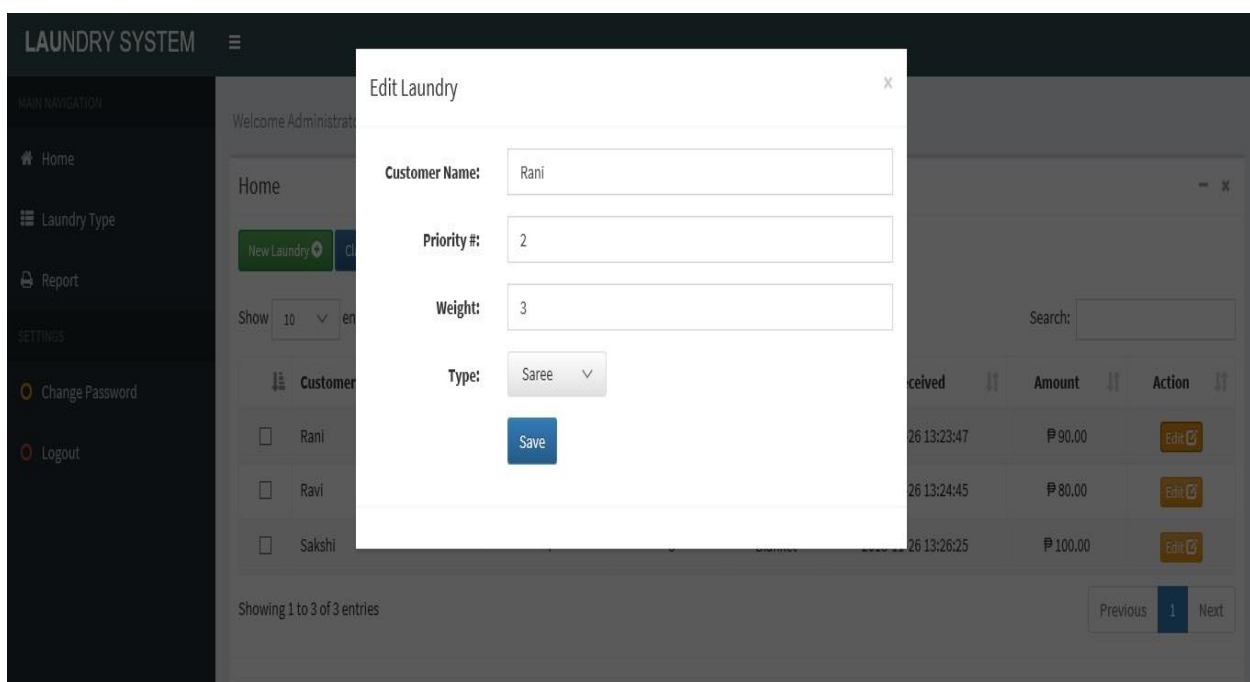 LAUNDRY SYSTEM
MAIN NAVIGATION
Home
Laundry Type
Report
SETTINGS
Change Password
Logout
Welcome
Home
New Laundry
Show 10
Search:
Customer Amount Action
Rani 26 13:23:47 ₱ 90.00 Edit
Ravi 26 13:24:45 ₱ 80.00 Edit
Sakshi 26 13:26:25 ₱ 100.00 Edit
Showing 1 to 3 of 3 entries
Previous 1 Next
Edit Laundry x
Customer Name: Rani
Priority #: 2
Weight: 3
Type: Saree
Save